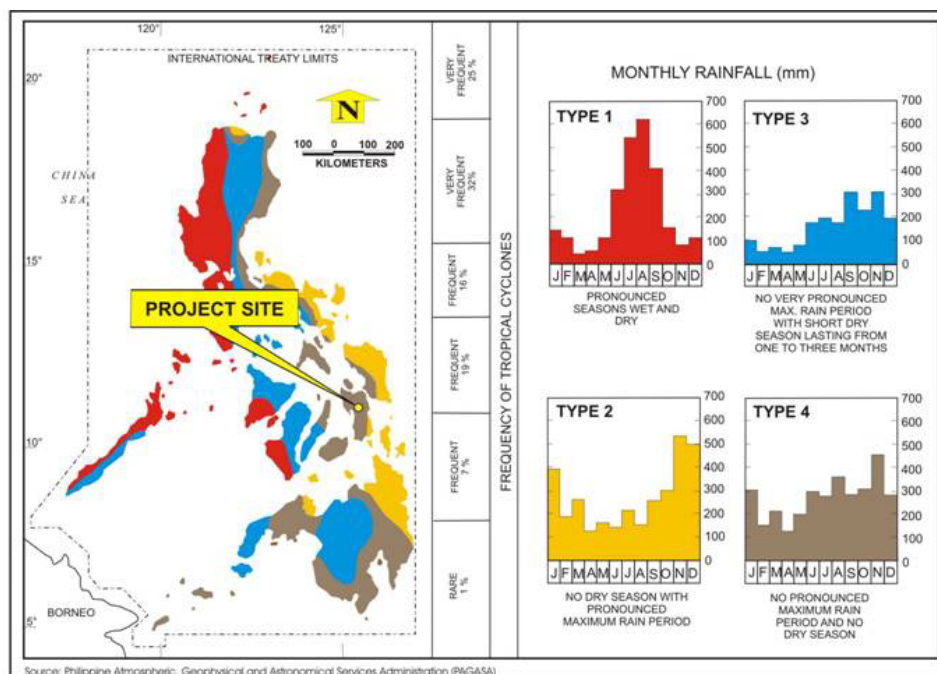 120°
125°
INTERNATIONAL TREATY LIMITS
20°
N
100 0 100 200
KILOMETERS
CHINA
SEA
15°
PROJECT SITE
10°
BORNEO
5°
VERY
FREQUENT
25 %
VERY
FREQUENT
32%
FREQUENT
16 %
FREQUENT
19 %
FREQUENT
7 %
RARE
1 %
FREQUENCY OF TROPICAL CYCLONES
MONTHLY RAINFALL (mm)
TYPE 1
700
600
500
400
300
200
100
0
J F M A M J J A S O N D
PRONOUNCED
SEASONS WET AND
DRY
TYPE 3
700
600
500
400
300
200
100
0
J F M A M J J A S O N D
NO VERY PRONOUNCED
MAX. RAIN PERIOD
WITH SHORT DRY
SEASON LASTING FROM
ONE TO THREE MONTHS
TYPE 2
700
600
500
400
300
200
100
0
J F M A M J J A S O N D
NO DRY SEASON WITH
PRONOUNCED
MAXIMUM RAIN PERIOD
TYPE 4
700
600
500
400
300
200
100
0
J F M A M J J A S O N D
NO PRONOUNCED
MAXIMUM RAIN
PERIOD AND NO
DRY SEASON
Source: Philippine Atmospheric, Geophysical and Astronomical Services Administration (PAGASA)